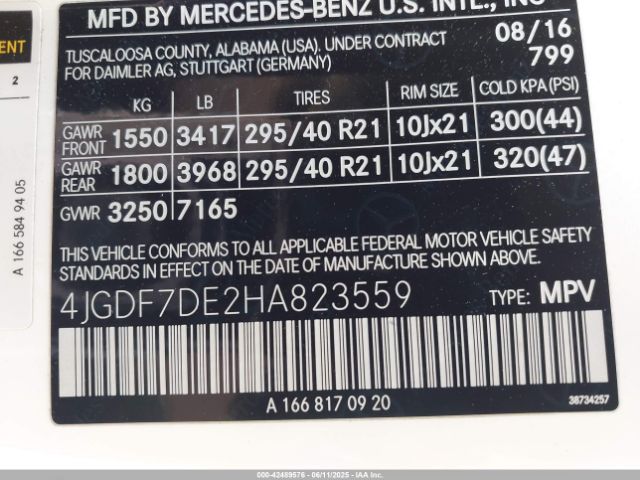 MFD BY MERCEDES-BENZ U.S. INTL., INC
TUSCALOOSA COUNTY, ALABAMA (USA). UNDER CONTRACT 08/16
FOR DAIMLER AG, STUTTGART (GERMANY) 799
KG LB TIRES RIM SIZE COLD KPA (PSI)
GAWR FRONT 1550 3417 295/40 R21 10Jx21 300(44)
GAWR REAR 1800 3968 295/40 R21 10Jx21 320(47)
GVWR 3250 7165
THIS VEHICLE CONFORMS TO ALL APPLICABLE FEDERAL MOTOR VEHICLE SAFETY
STANDARDS IN EFFECT ON THE DATE OF MANUFACTURE SHOWN ABOVE.
4JGDF7DE2HA823559 TYPE: MPV
A 166 817 09 20 38734257
2
A 166 584 94 05
000-42489576 - 06/11/2025 - IAAI.COM